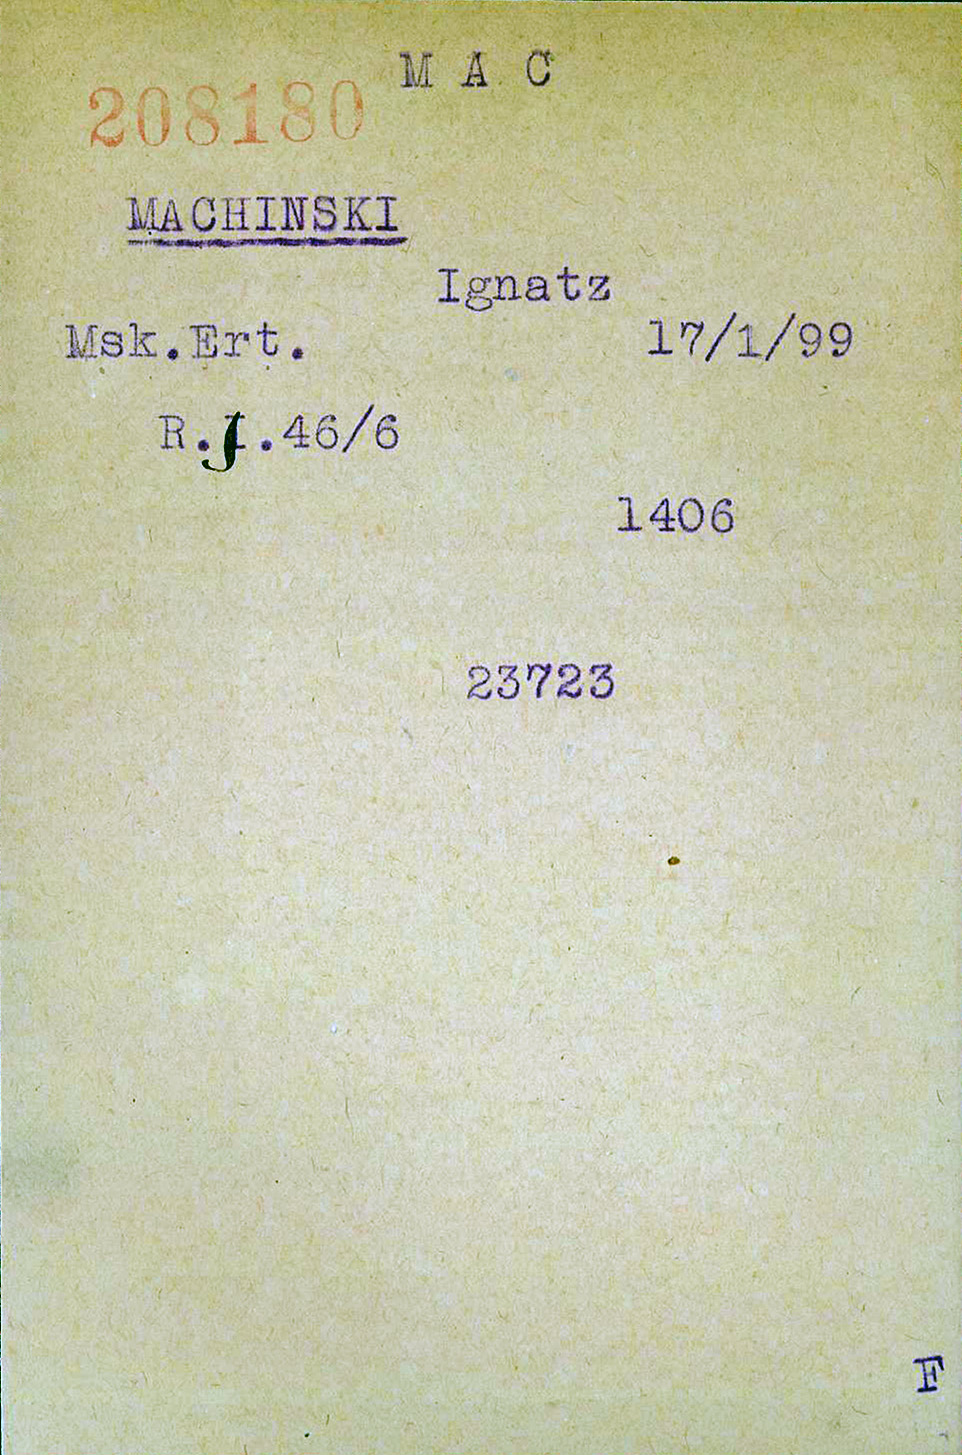 M A C
208180
MACHINSKI
Ignatz
Msk.Ert. 17/1/99
R.J.46/6
1406
23723
F